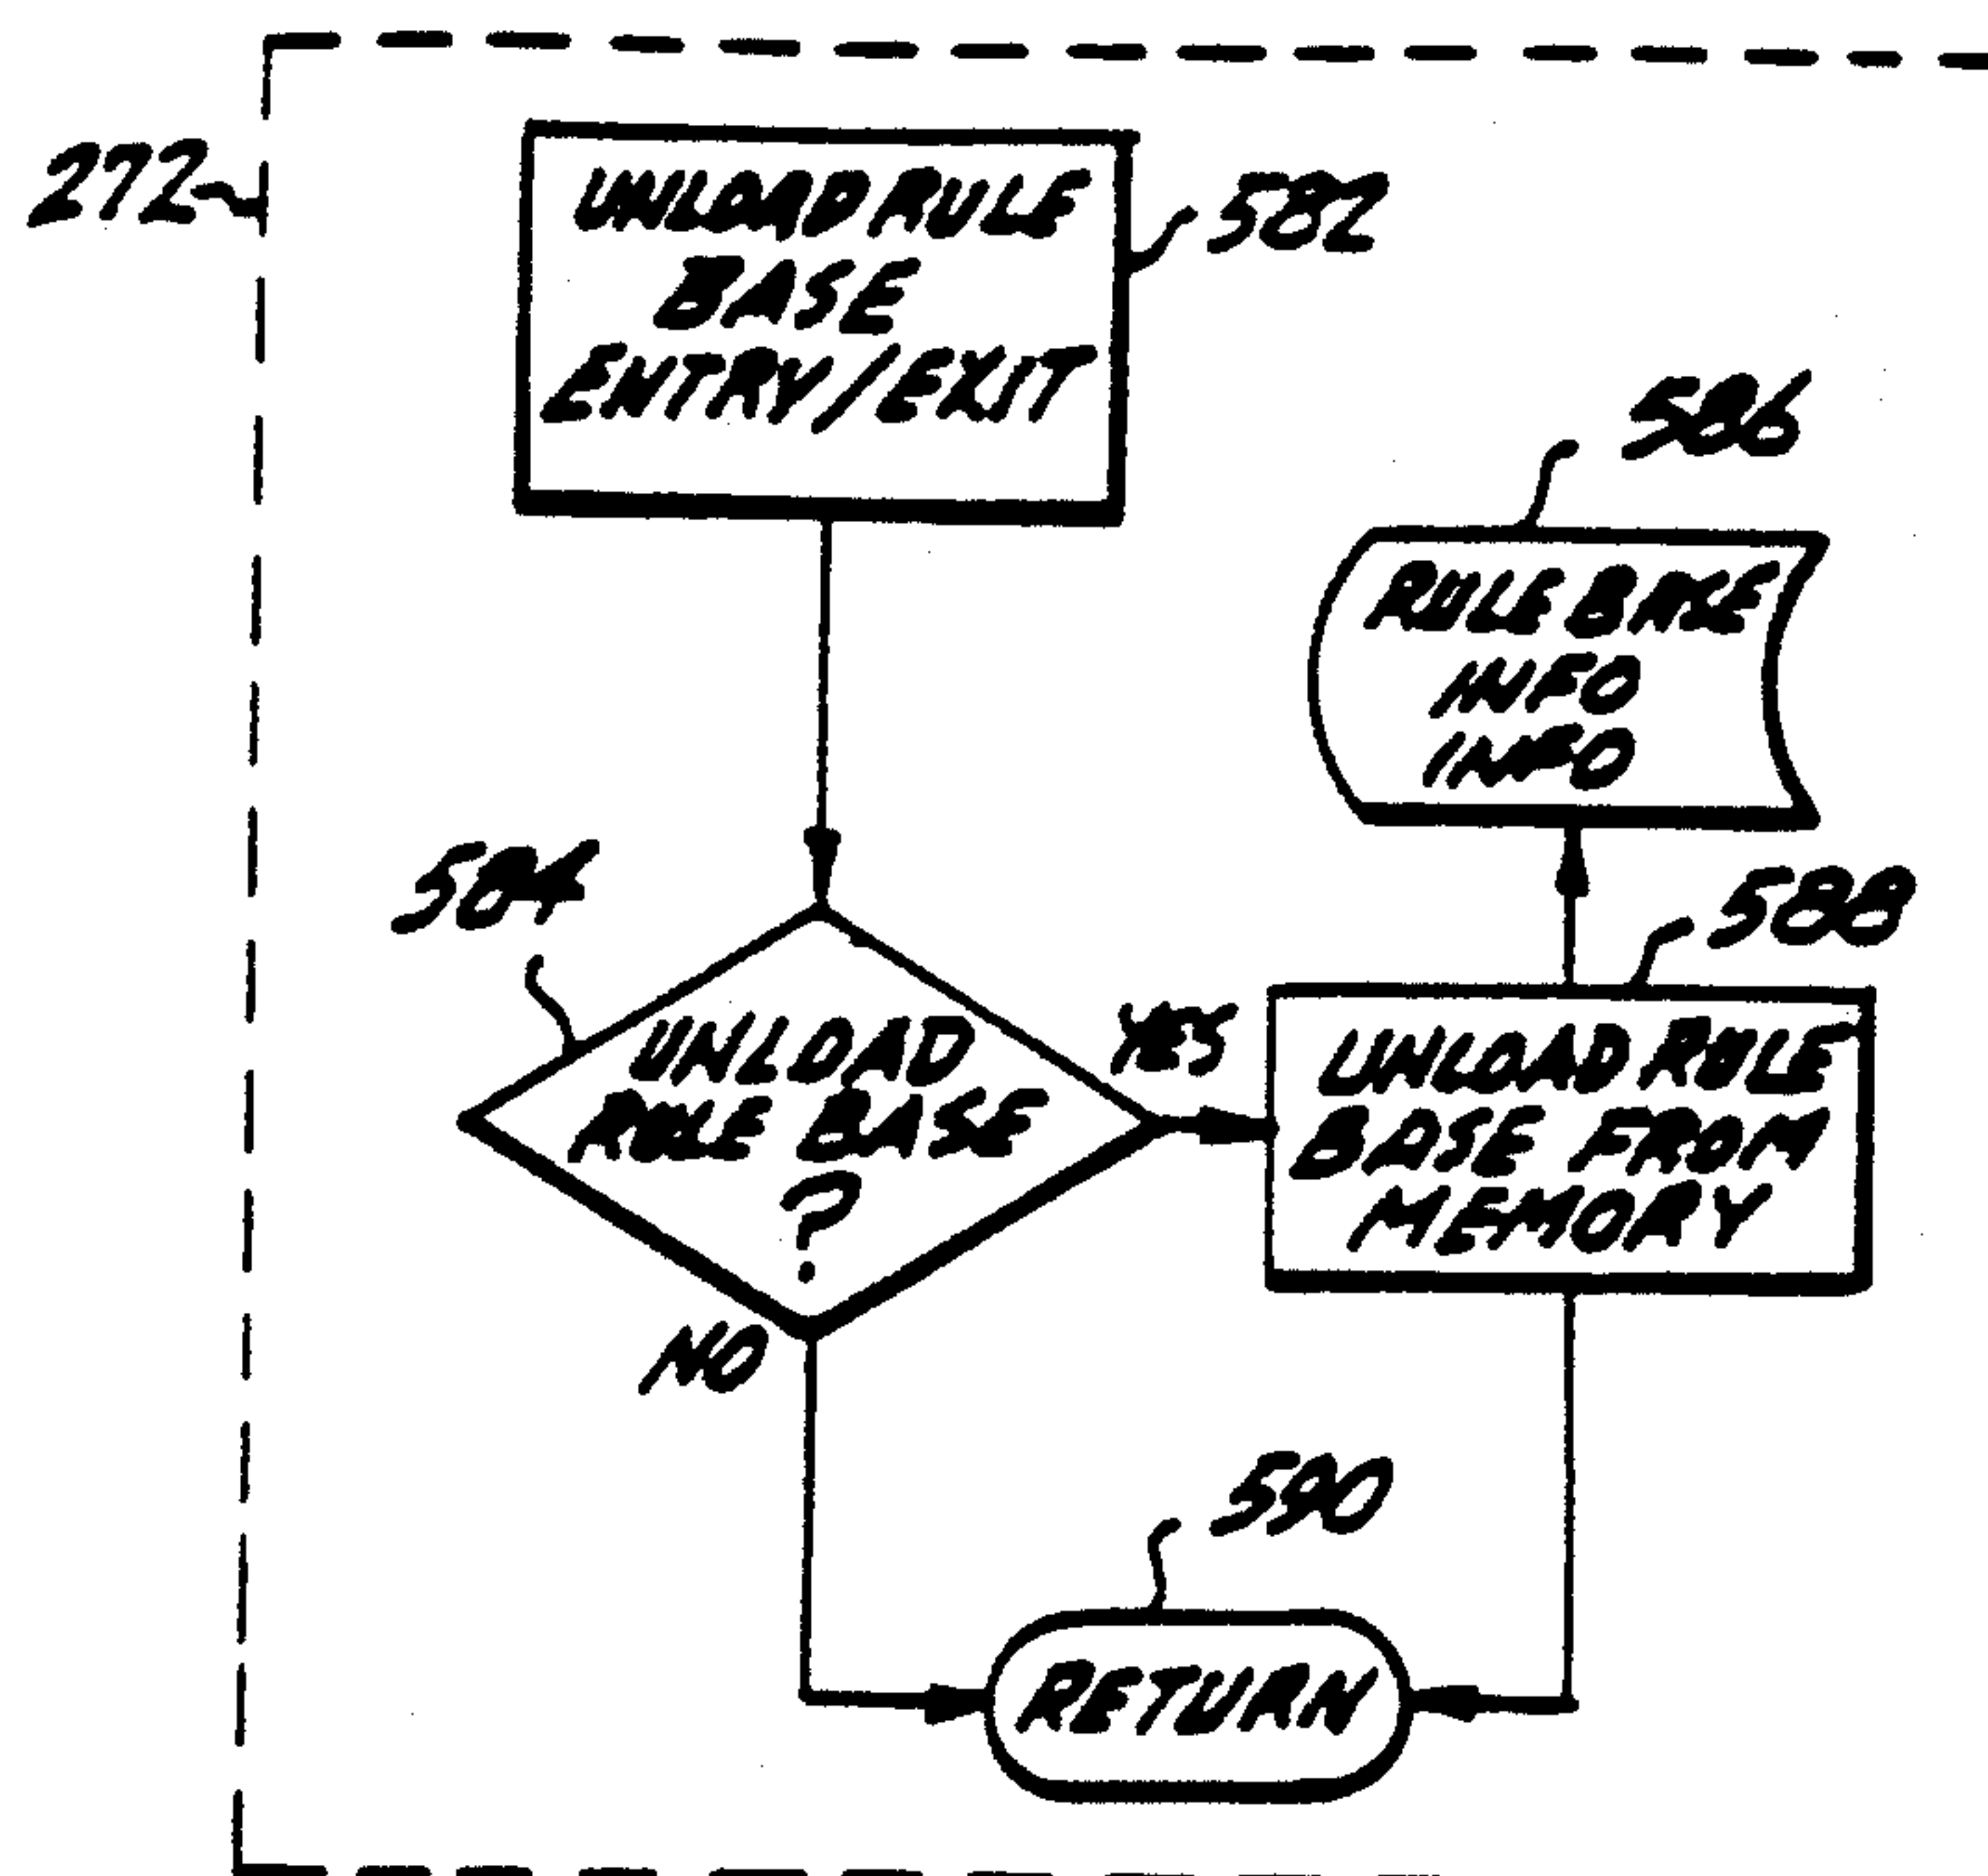 272
UNLOAD RULE
BASE
ENTRY/EXIT
582
586
RULE BASE
INFO
INFO
584
588
UNLOAD
RULE BASE
?
YES
UNLOAD RULE
BASE FROM
MEMORY
NO
590
RETURN